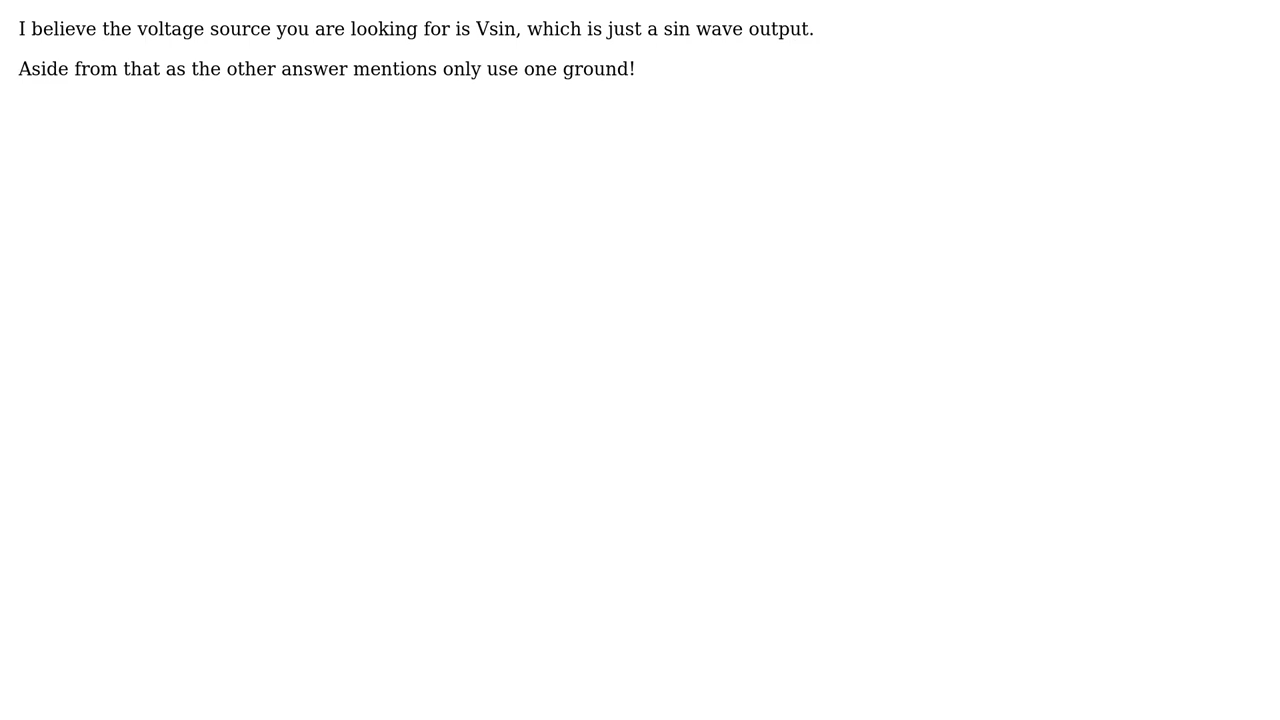 I believe the voltage source you are looking for is Vsin, which is just a sin wave output.
Aside from that as the other answer mentions only use one ground!